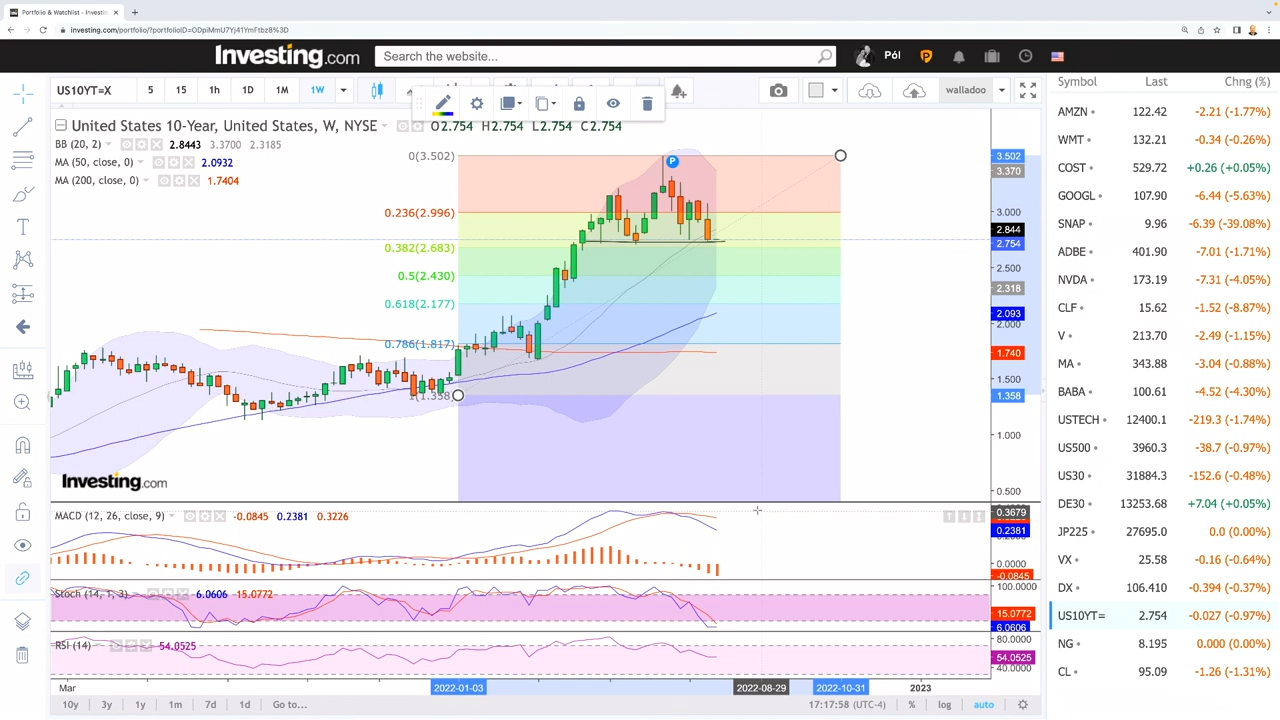 Portfolio & Watchlist - Investin
investing.com/portfolio/?portfolioID=ODpiMmU7Yj41YmFtbz8%3D
Investing.com
Search the website...
Pól
US10YT=X 5 15 1h 1D 1M 1W
walladoo
United States 10-Year, United States, W, NYSE O2.754 H2.754 L2.754 C2.754
BB (20, 2) 2.8443 3.3700 2.3185
MA (50, close, 0) 2.0932
MA (200, close, 0) 1.7404
0(3.502)
0.236(2.996)
0.382(2.683)
0.5(2.430)
0.618(2.177)
0.786(1.817)
1(1.358)
P
3.502
3.370
3.000
2.844
2.754
2.500
2.318
2.093
2.000
1.740
1.500
1.358
1.000
0.500
Investing.com
MACD (12, 26, close, 9) -0.0845 0.2381 0.3226
0.3679
0.2381
0.0000
-0.0845
Stoch (14, 1, 3) 6.0606 15.0772
100.0000
15.0772
6.0606
RSI (14) 54.0525
80.0000
54.0525
40.0000
Mar 2022-01-03 2022-08-29 2022-10-31 2023
10y 3y 1y 1m 7d 1d Go to... 17:17:58 (UTC-4) % log auto
Symbol Last Chng (%)
AMZN 122.42 -2.21 (-1.77%)
WMT 132.21 -0.34 (-0.26%)
COST 529.72 +0.26 (+0.05%)
GOOGL 107.90 -6.44 (-5.63%)
SNAP 9.96 -6.39 (-39.08%)
ADBE 401.90 -7.01 (-1.71%)
NVDA 173.19 -7.31 (-4.05%)
CLF 15.62 -1.52 (-8.87%)
V 213.70 -2.49 (-1.15%)
MA 343.88 -3.04 (-0.88%)
BABA 100.61 -4.52 (-4.30%)
USTECH 12400.1 -219.3 (-1.74%)
US500 3960.3 -38.7 (-0.97%)
US30 31884.3 -152.6 (-0.48%)
DE30 13253.68 +7.04 (+0.05%)
JP225 27695.0 0.0 (0.00%)
VX 25.58 -0.16 (-0.64%)
DX 106.410 -0.394 (-0.37%)
US10YT= 2.754 -0.027 (-0.97%)
NG 8.195 0.000 (0.00%)
CL 95.09 -1.26 (-1.31%)